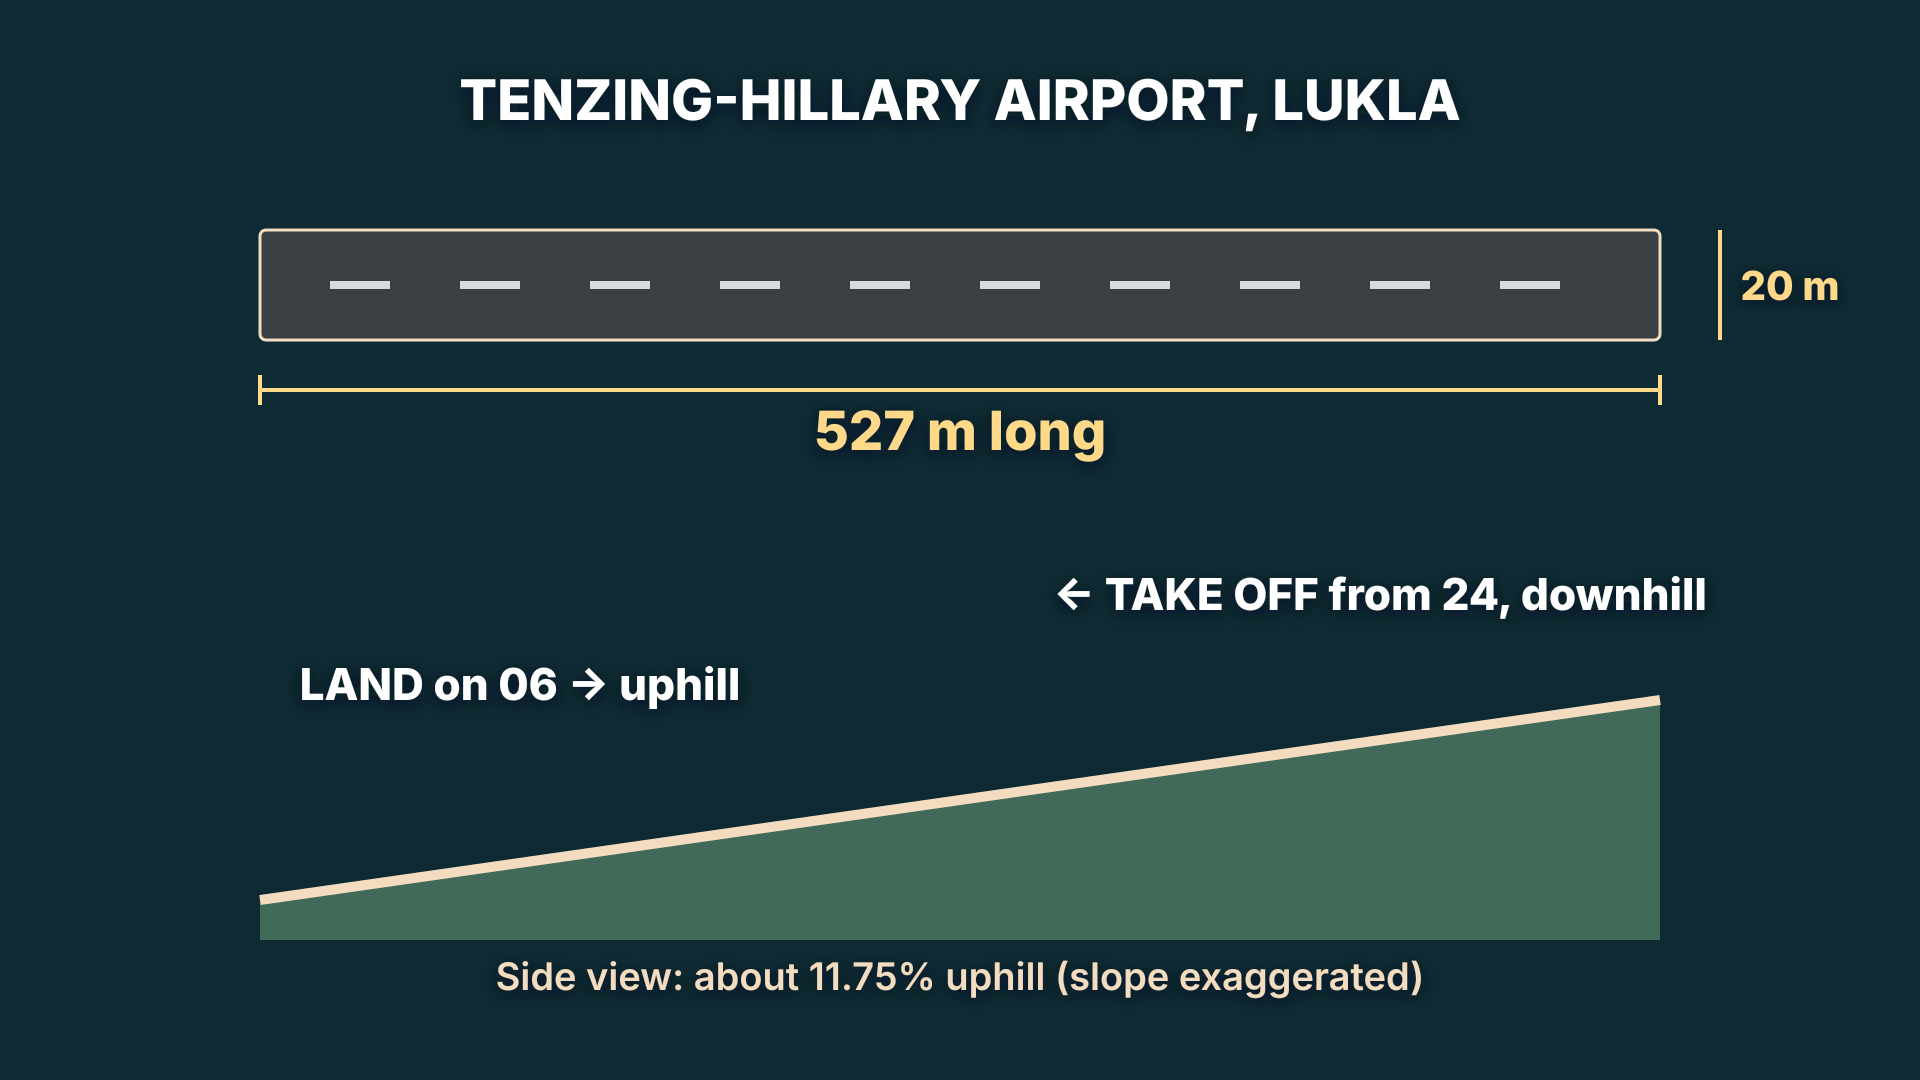 TENZING-HILLARY AIRPORT, LUKLA
20 m
527 m long
← TAKE OFF from 24, downhill
LAND on 06 → uphill
Side view: about 11.75% uphill (slope exaggerated)